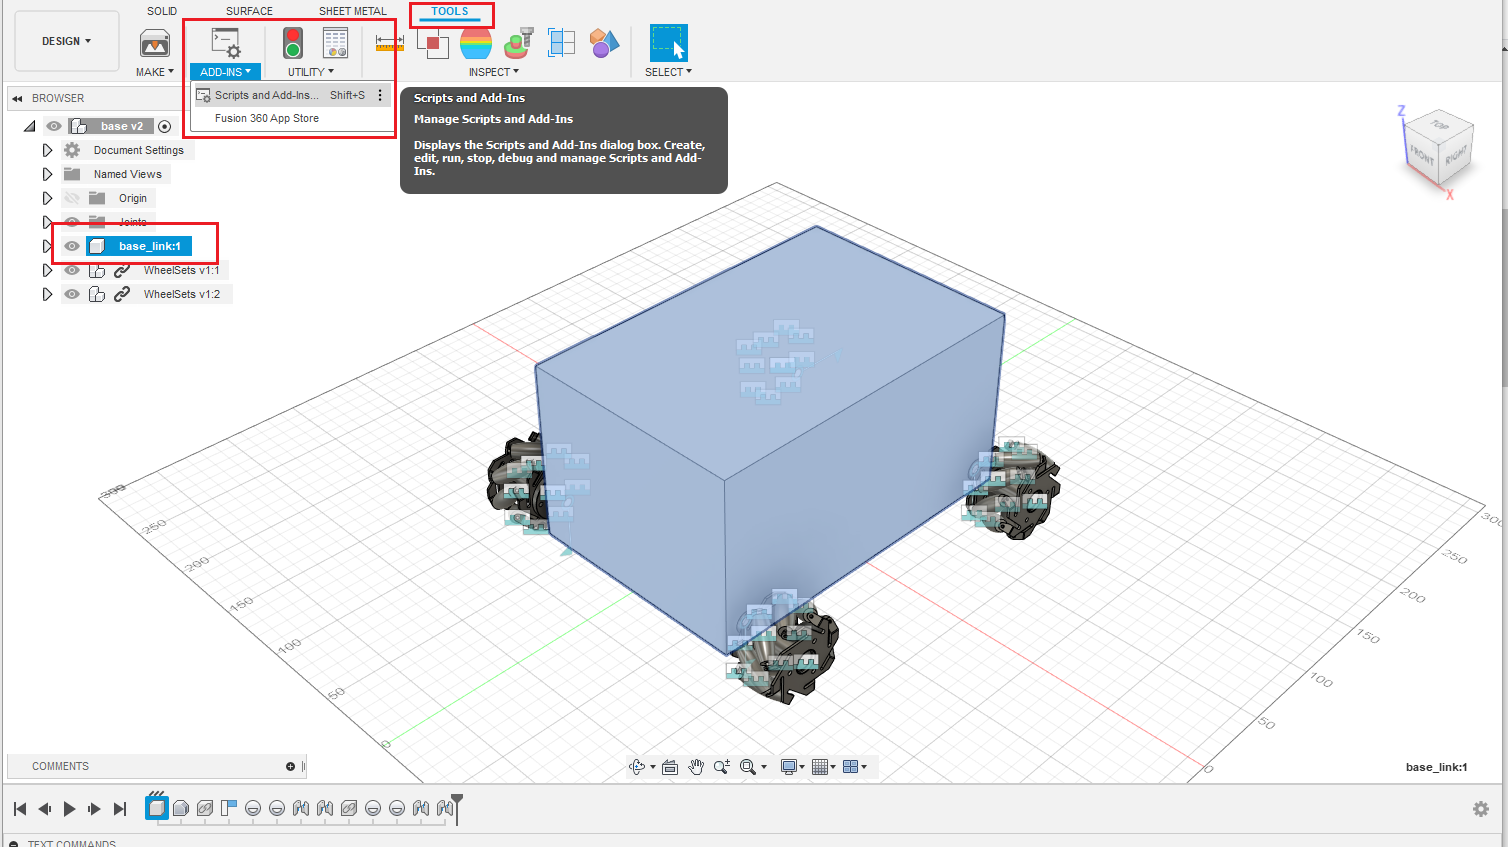 SOLID
SURFACE
SHEET METAL
TOOLS
DESIGN
MAKE
ADD-INS
UTILITY
INSPECT
SELECT
Scripts and Add-Ins... Shift+S
Fusion 360 App Store
Scripts and Add-Ins
Manage Scripts and Add-Ins
Displays the Scripts and Add-Ins dialog box. Create,
edit, run, stop, debug and manage Scripts and Add-
Ins.
BROWSER
base v2
Document Settings
Named Views
Origin
Joints
base_link:1
WheelSets v1:1
WheelSets v1:2
Z
TOP
FRONT
RIGHT
X
300
250
200
150
100
50
0
300
250
200
150
100
50
0
COMMENTS
base_link:1
TEXT COMMANDS